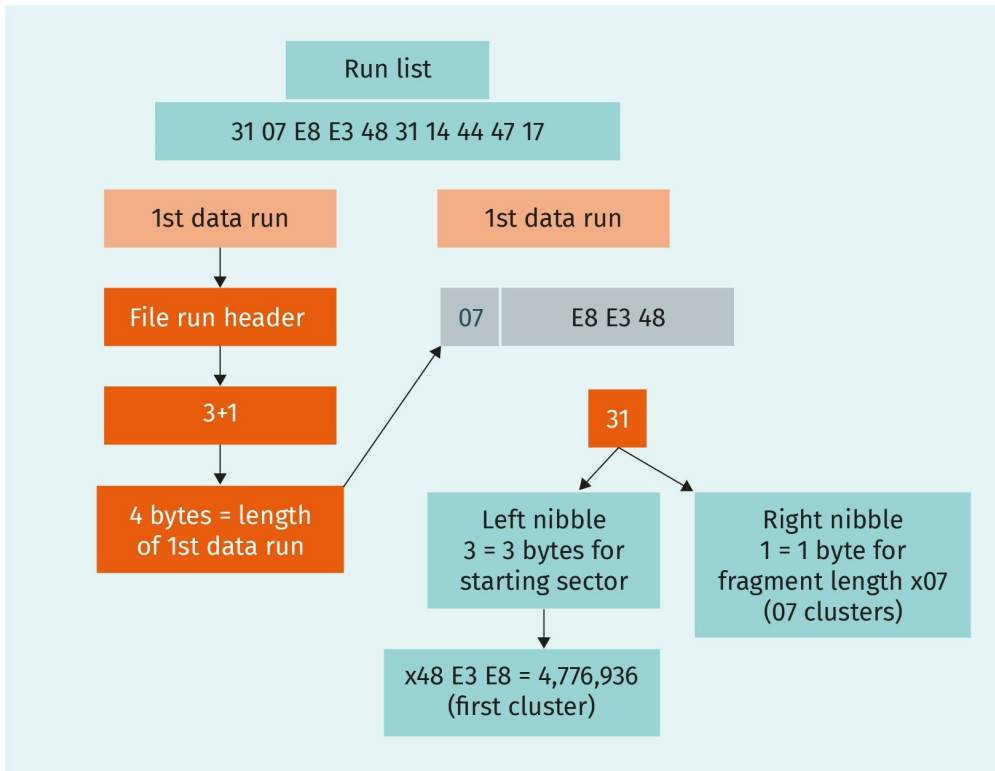 Run list
31 07 E8 E3 48 31 14 44 47 17
1st data run
1st data run
File run header
07
E8 E3 48
3+1
31
4 bytes = length
of 1st data run
Left nibble
3 = 3 bytes for
starting sector
Right nibble
1 = 1 byte for
fragment length x07
(07 clusters)
x48 E3 E8 = 4,776,936
(first cluster)